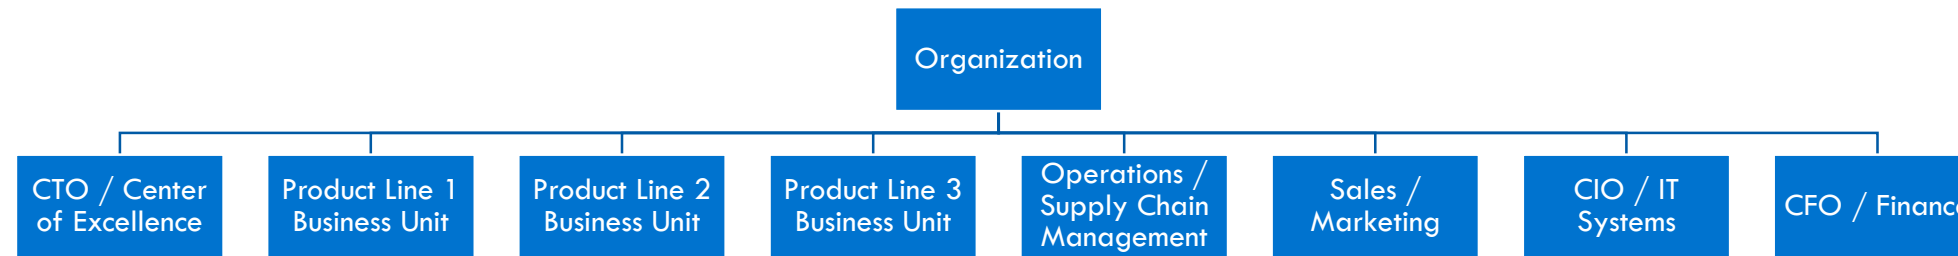 Organization
CTO / Center
of Excellence
Product Line 1
Business Unit
Product Line 2
Business Unit
Product Line 3
Business Unit
Operations /
Supply Chain
Management
Sales /
Marketing
CIO / IT
Systems
CFO / Finance